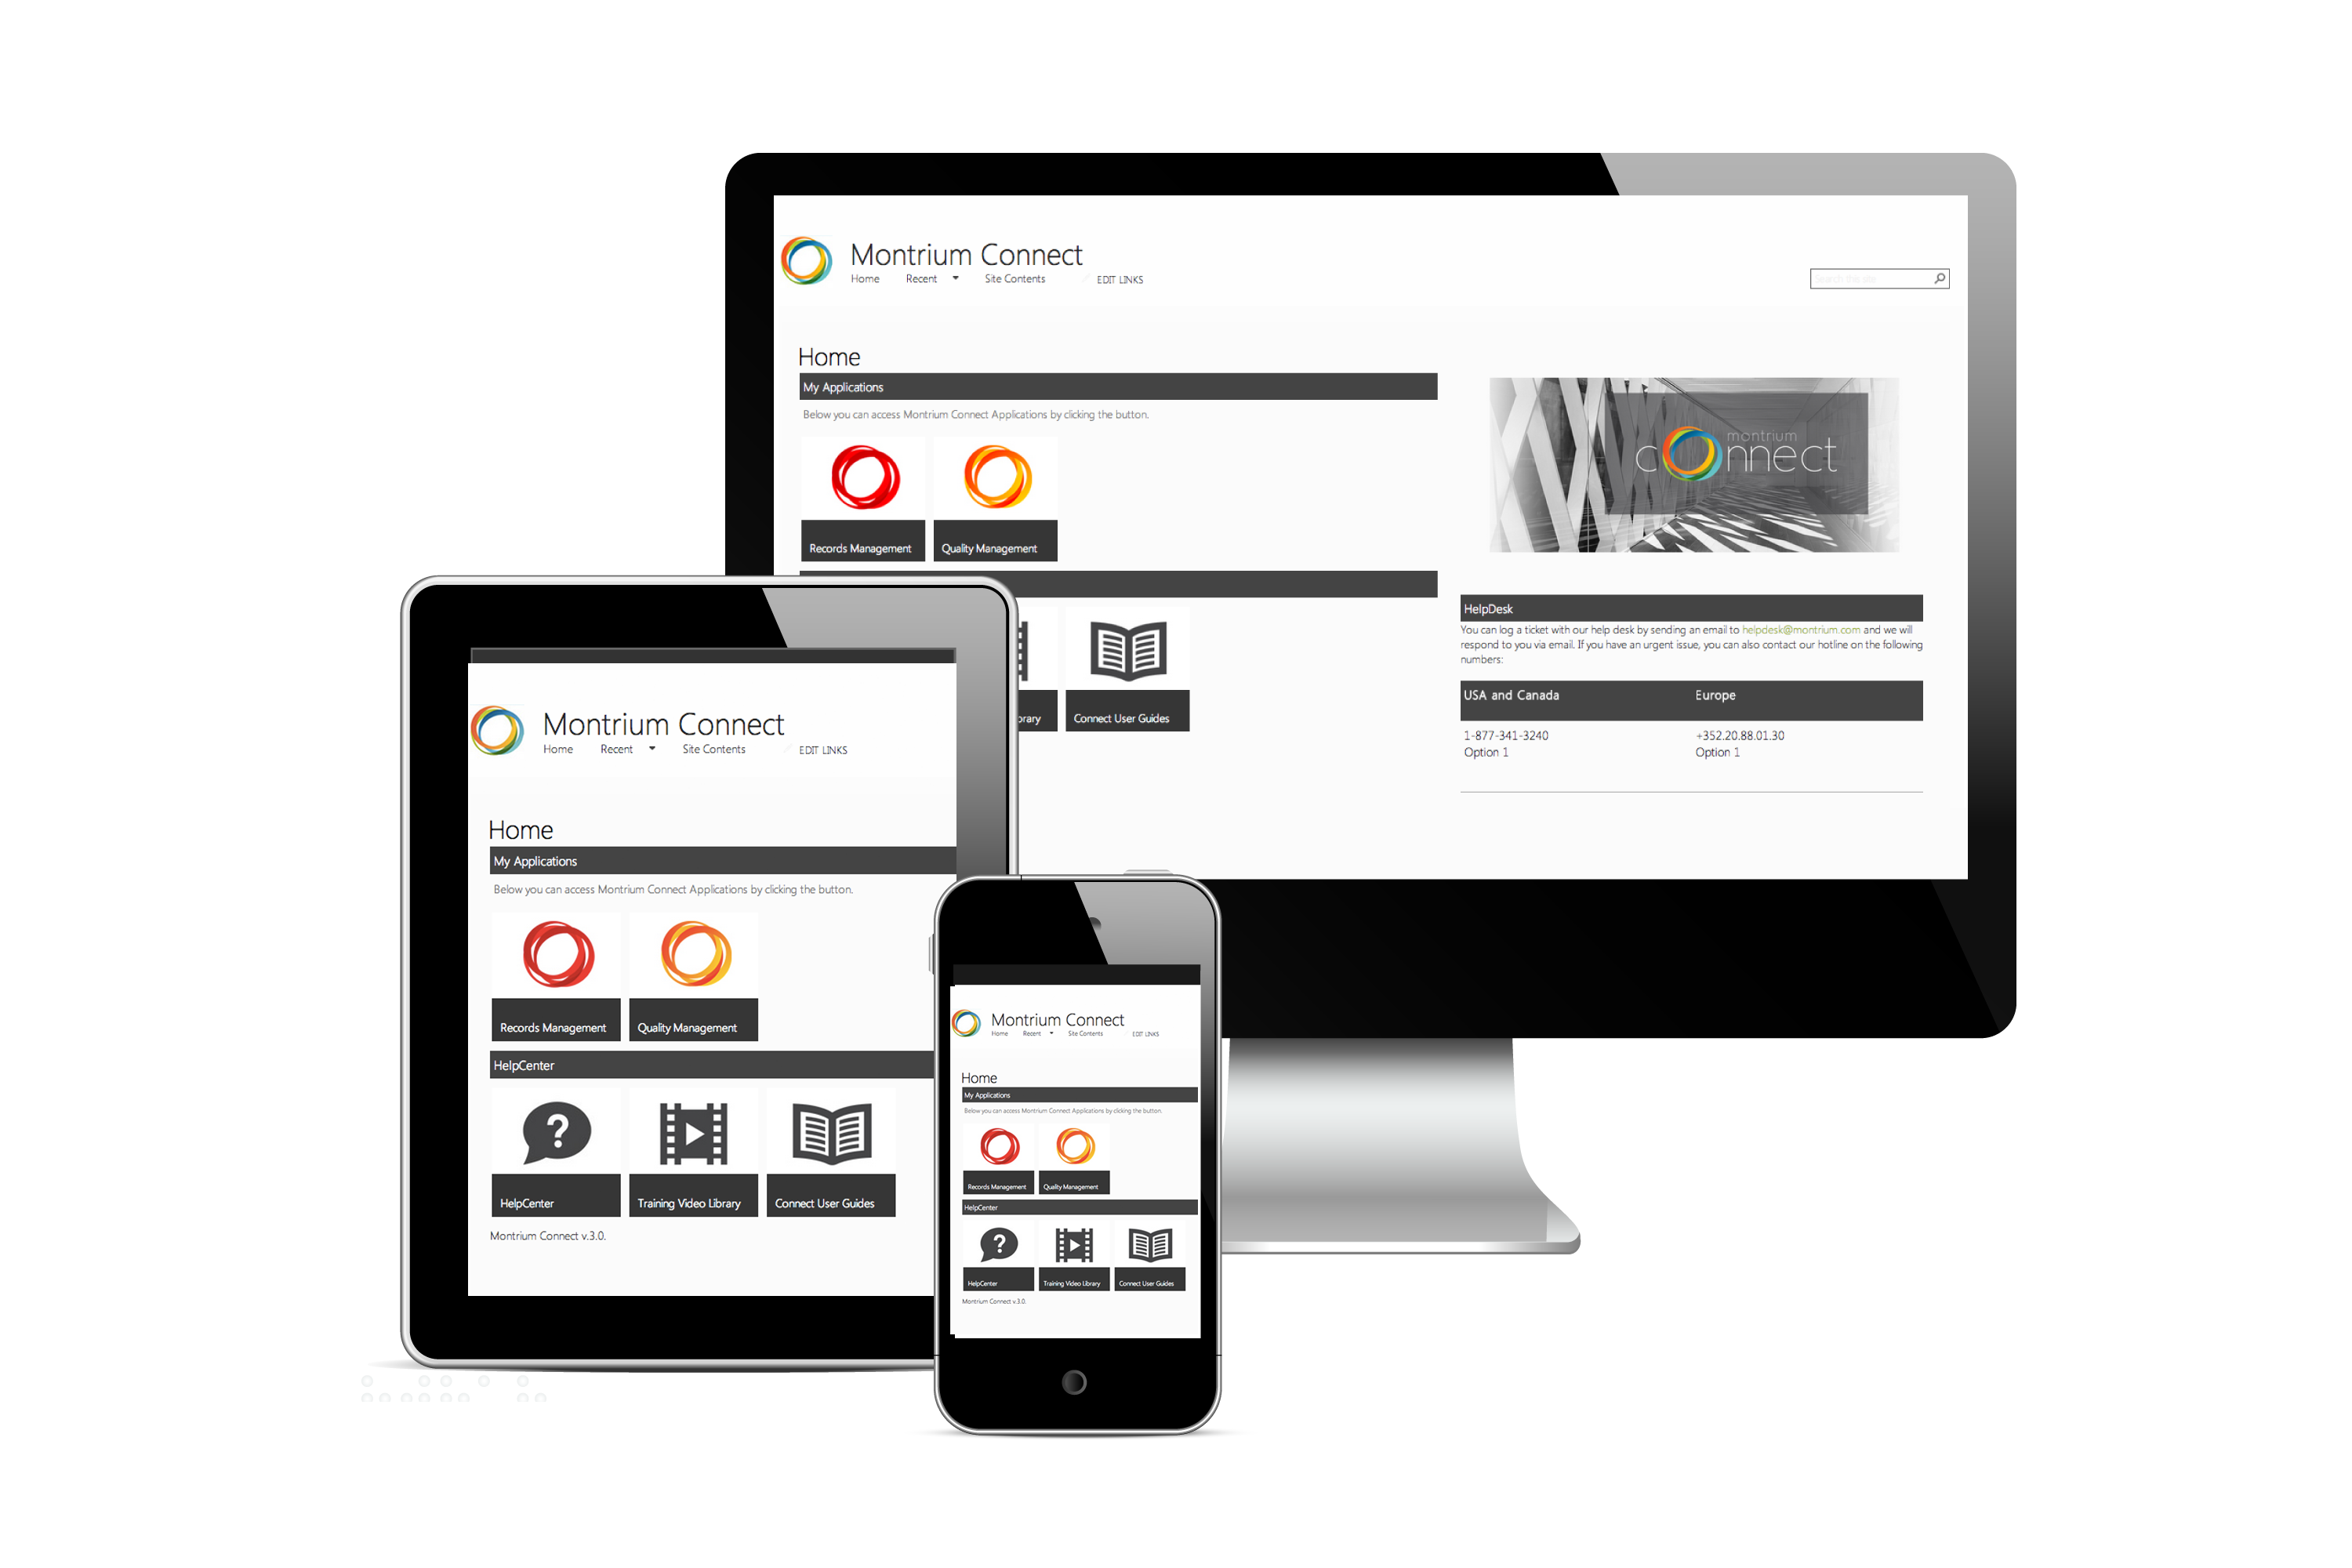 Montrium Connect
Home Recent Site Contents EDIT LINKS
Search this site
Home
My Applications
Below you can access Montrium Connect Applications by clicking the button.
Records Management Quality Management
brary Connect User Guides
montrium
connect
HelpDesk
You can log a ticket with our help desk by sending an email to helpdesk@montrium.com and we will
respond to you via email. If you have an urgent issue, you can also contact our hotline on the following
numbers:
USA and Canada Europe
1-877-341-3240 +352.20.88.01.30
Option 1 Option 1
Montrium Connect
Home Recent Site Contents EDIT LINKS
Home
My Applications
Below you can access Montrium Connect Applications by clicking the button.
Records Management Quality Management
HelpCenter
HelpCenter Training Video Library Connect User Guides
Montrium Connect v.3.0.
Montrium Connect
Home Recent Site Contents EDIT LINKS
Home
My Applications
Below you can access Montrium Connect Applications by clicking the button.
Records Management Quality Management
HelpCenter
HelpCenter Training Video Library Connect User Guides
Montrium Connect v.3.0.